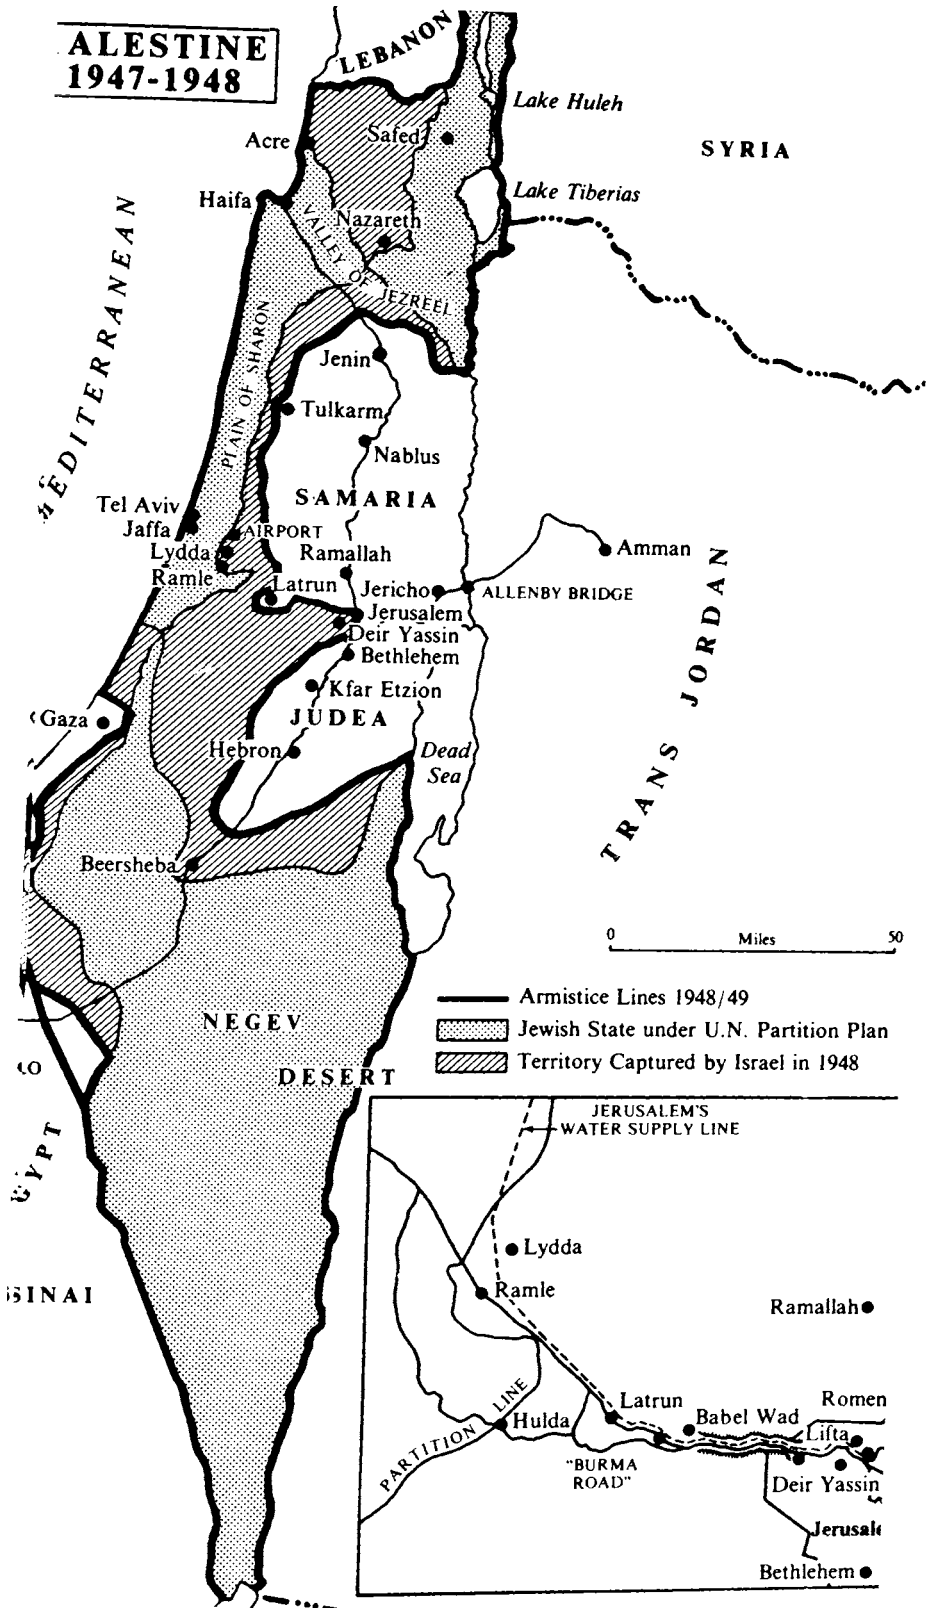 ALESTINE
1947-1948
LEBANON
Lake Huleh
Acre
Safed
SYRIA
Haifa
Lake Tiberias
Nazareth
VALLEY OF JEZREEL
EDITERRANEAN
PLAIN OF SHARON
Jenin
Tulkarm
Nablus
SAMARIA
Tel Aviv
Jaffa
AIRPORT
Lydda
Ramle
Ramallah
Amman
Latrun
Jericho
ALLENBY BRIDGE
Jerusalem
Deir Yassin
Bethlehem
Kfar Etzion
JUDEA
Gaza
Hebron
Dead
Sea
TRANS JORDAN
Beersheba
0 50
Miles
Armistice Lines 1948/49
Jewish State under U.N. Partition Plan
Territory Captured by Israel in 1948
NEGEV
DESERT
YPT
SINAI
JERUSALEM'S
WATER SUPPLY LINE
Lydda
Ramle
Ramallah
Latrun
Romen
Babel Wad
Lifta
Hulda
PARTITION LINE
"BURMA
ROAD"
Deir Yassin
Jerusale
Bethlehem